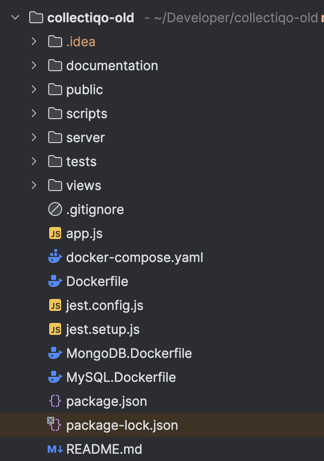 collectiqo-old - ~/Developer/collectiqo-old
.idea
documentation
public
scripts
server
tests
views
.gitignore
JS app.js
docker-compose.yaml
Dockerfile
JS jest.config.js
JS jest.setup.js
MongoDB.Dockerfile
MySQL.Dockerfile
{} package.json
{} package-lock.json
M↓ README.md